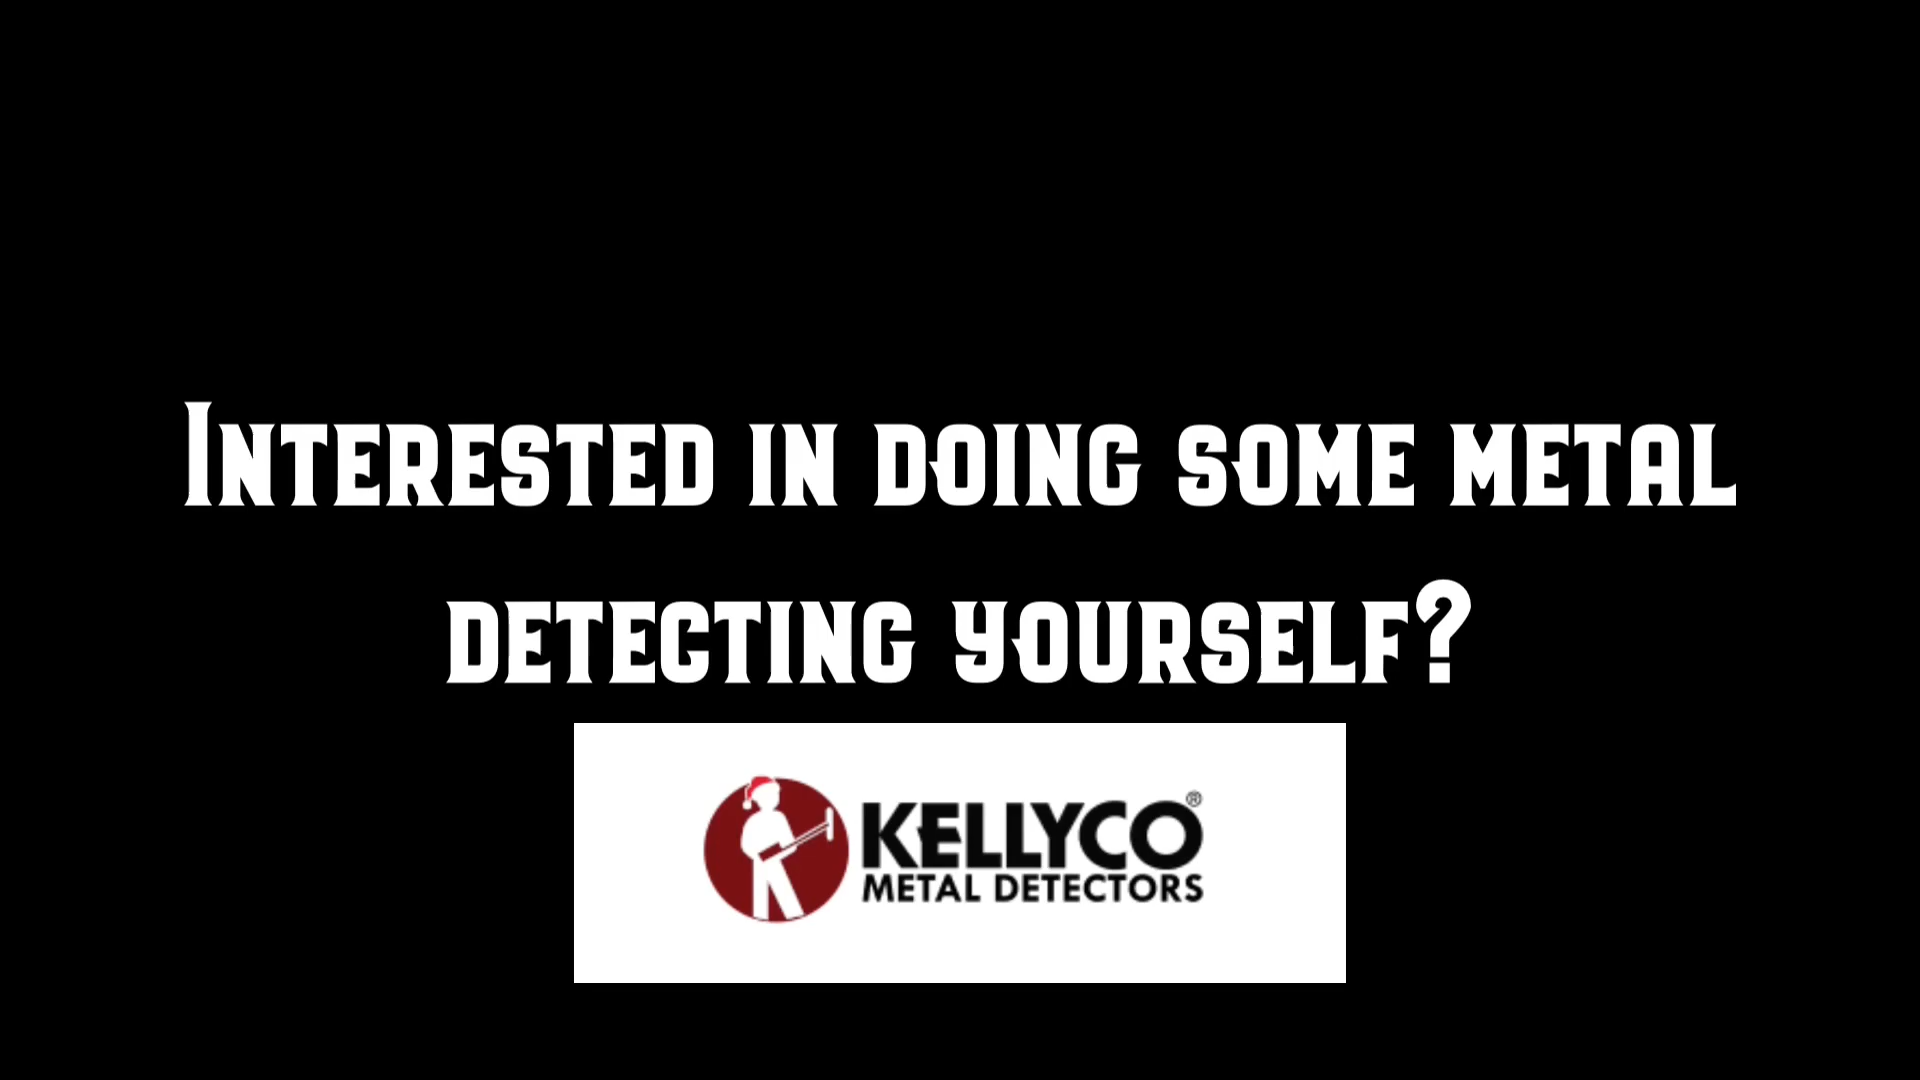 Interested in doing some metal
detecting yourself?
KELLYCO®
METAL DETECTORS